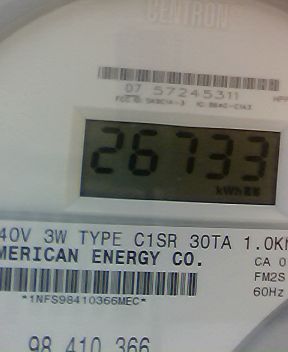 CENTRON
07 57245311
26733
kWh
40V 3W TYPE C1SR 30TA 1.0K
MERICAN ENERGY CO.
CA 0
FM2S
60Hz
*1NFS98410366MEC*
98 410 366